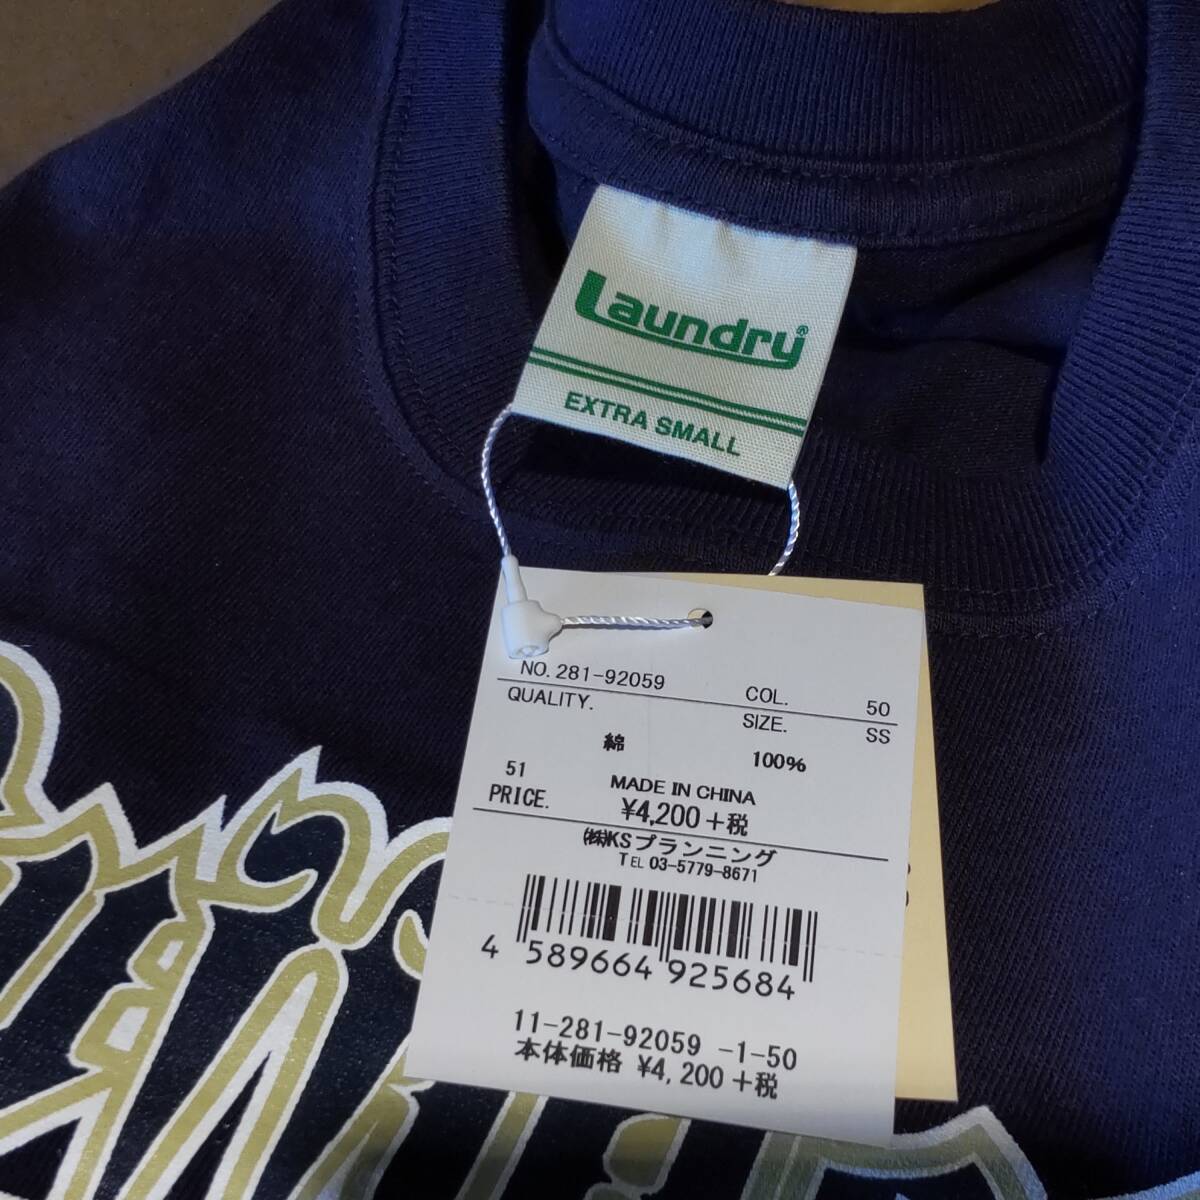 Laundry®
EXTRA SMALL
NO. 281-92059
COL. 50
QUALITY.
SIZE. SS
綿 100%
51
MADE IN CHINA
PRICE. ¥4,200+税
㈱KSプランニング
TEL 03-5779-8671
4 589664 925684
11-281-92059 -1-50
本体価格 ¥4,200+税